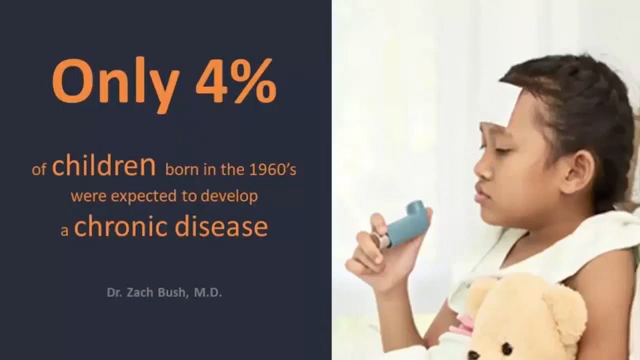 Only 4%
of children born in the 1960’s
were expected to develop
a chronic disease
Dr. Zach Bush, M.D.